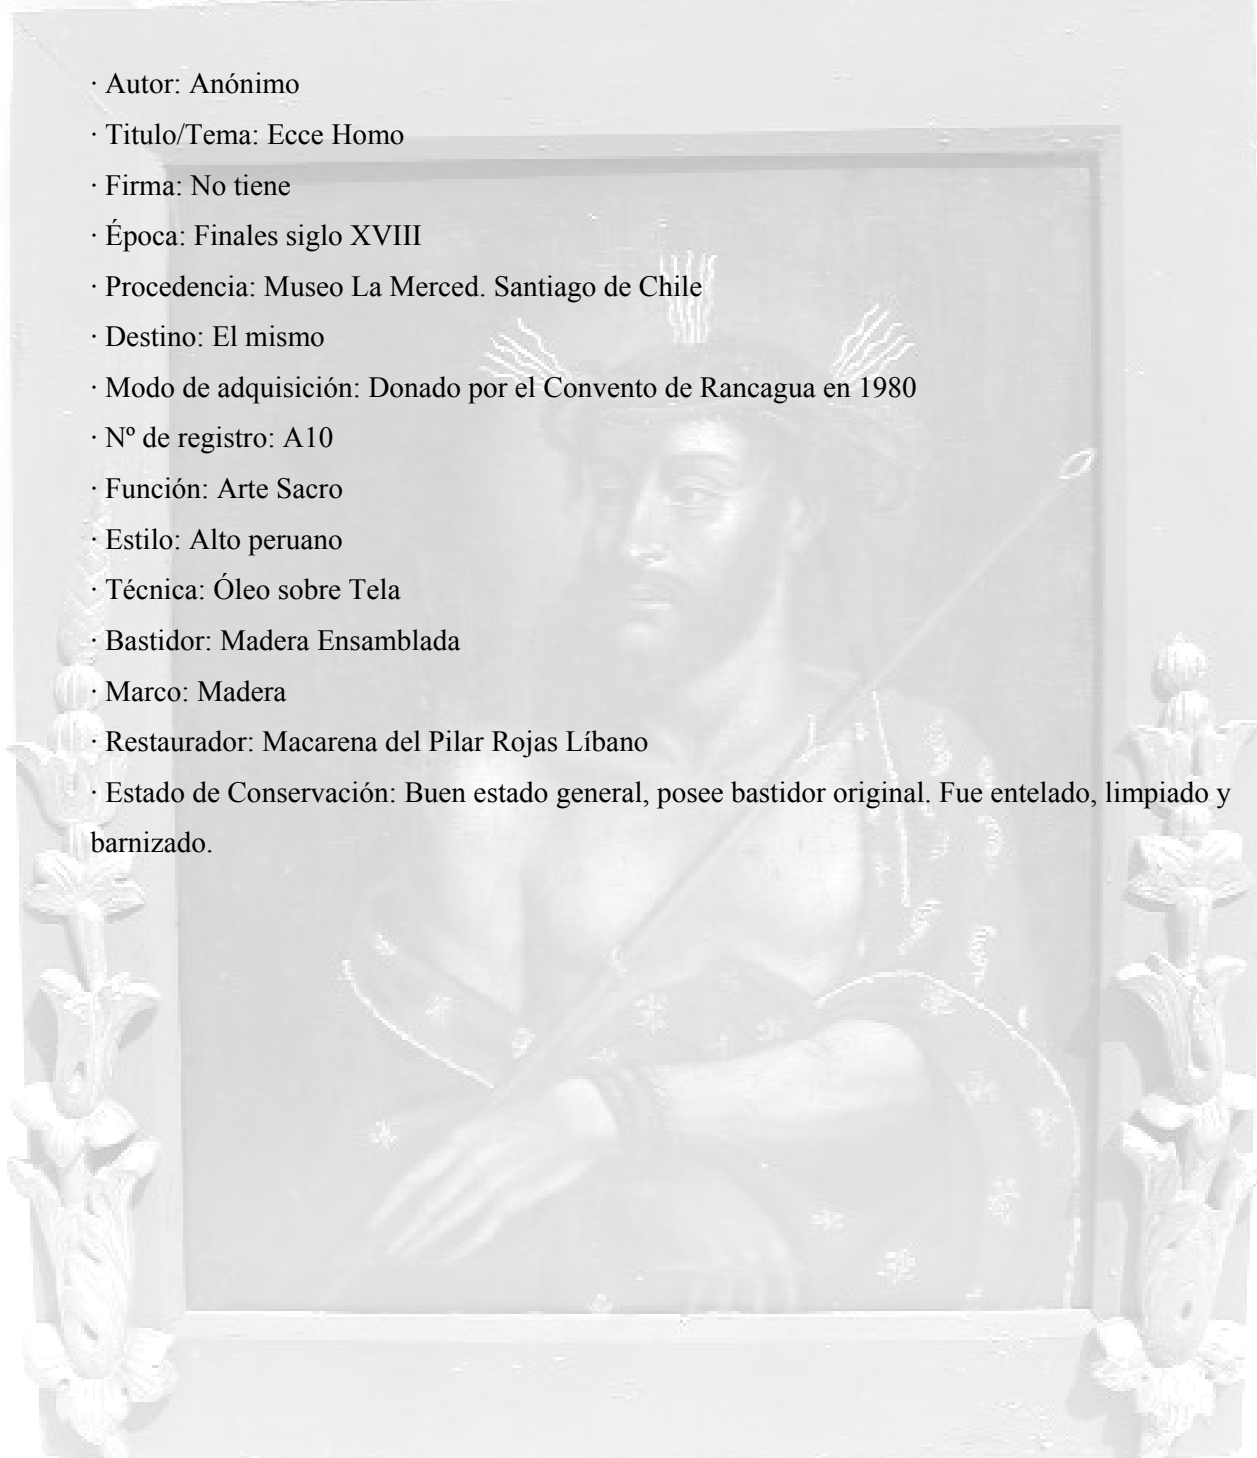 · Autor: Anónimo
· Titulo/Tema: Ecce Homo
· Firma: No tiene
· Época: Finales siglo XVIII
· Procedencia: Museo La Merced. Santiago de Chile
· Destino: El mismo
· Modo de adquisición: Donado por el Convento de Rancagua en 1980
· Nº de registro: A10
· Función: Arte Sacro
· Estilo: Alto peruano
· Técnica: Óleo sobre Tela
· Bastidor: Madera Ensamblada
· Marco: Madera
· Restaurador: Macarena del Pilar Rojas Líbano
· Estado de Conservación: Buen estado general, posee bastidor original. Fue entelado, limpiado y
barnizado.